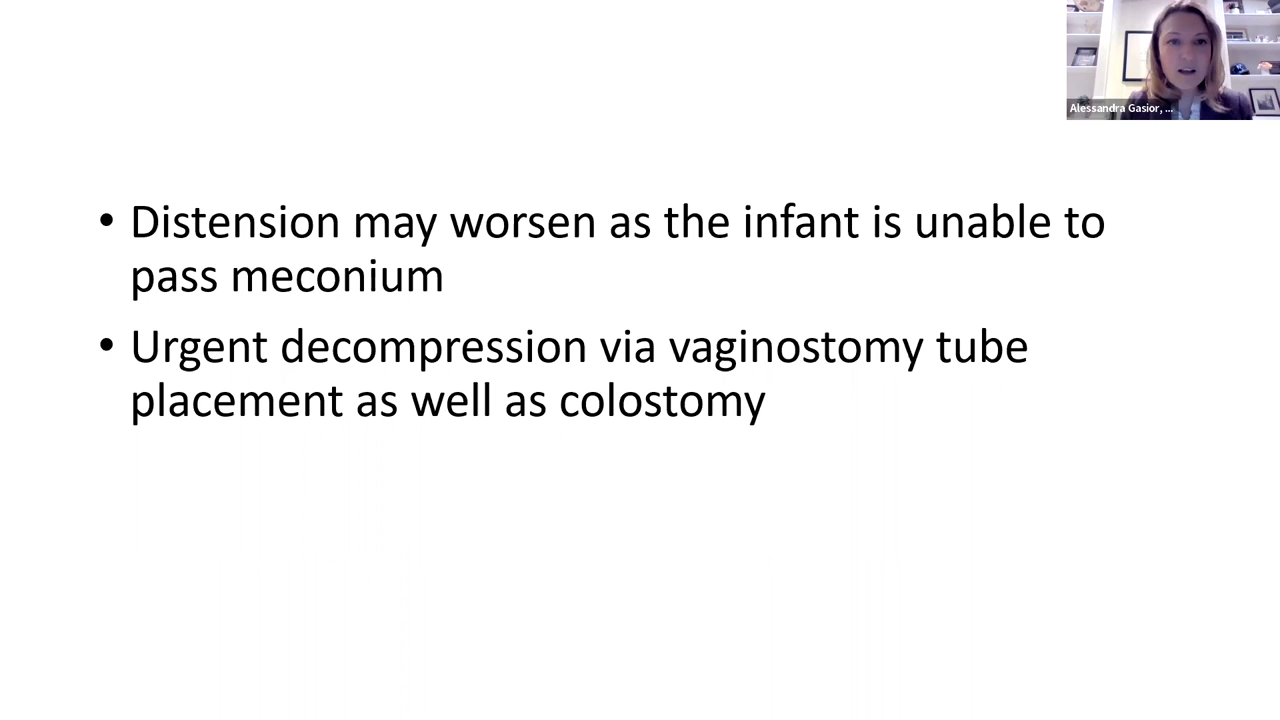 Alessandra Gasior, ...
• Distension may worsen as the infant is unable to
pass meconium
• Urgent decompression via vaginostomy tube
placement as well as colostomy